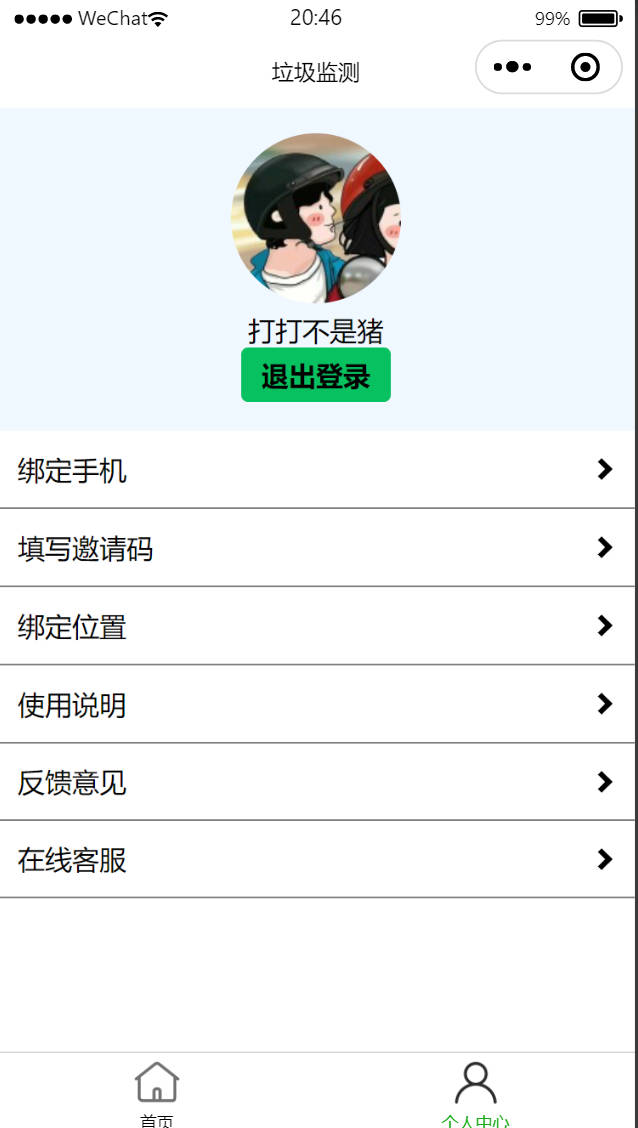 WeChat 20:46 99%
垃圾监测
打打不是猪
退出登录
绑定手机
填写邀请码
绑定位置
使用说明
反馈意见
在线客服
首页 个人中心